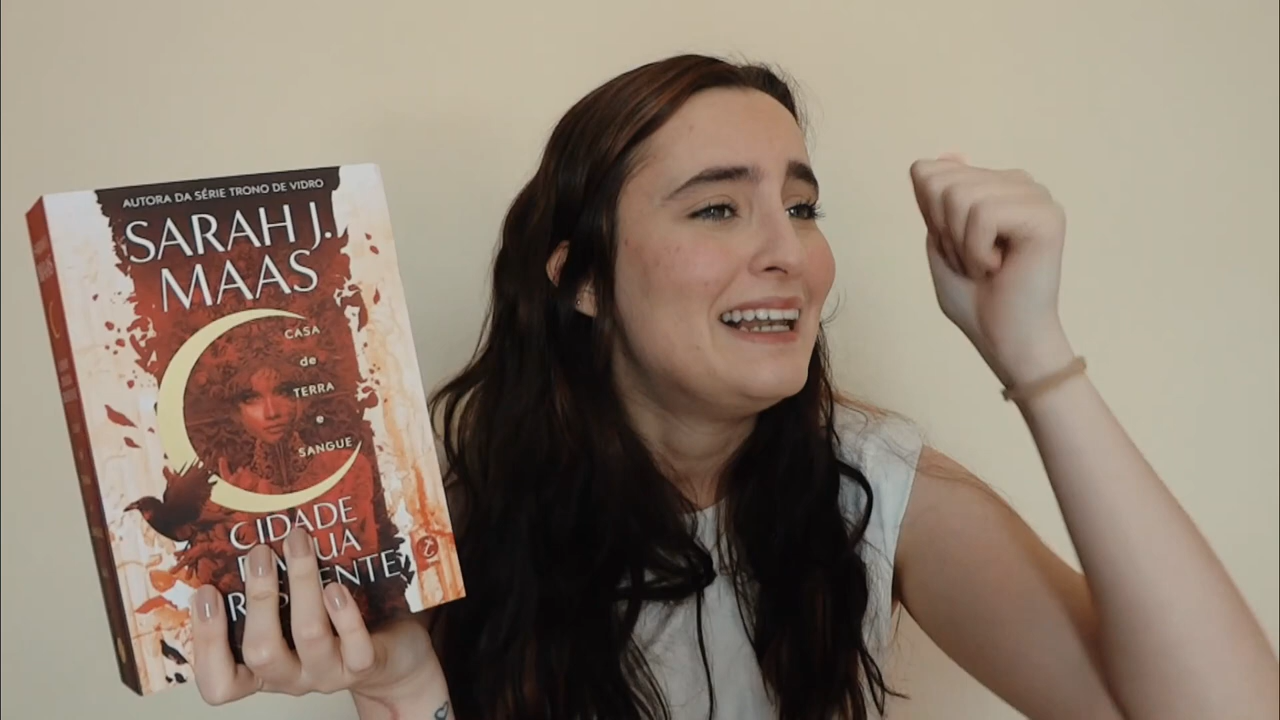 AUTORA DA SÉRIE TRONO DE VIDRO
SARAH J.
MAAS
CASA
de
TERRA
e
SANGUE
CIDADE